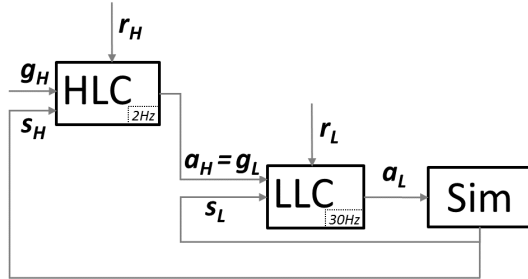 r_H
g_H
HLC
2Hz
s_H
r_L
a_H = g_L
LLC
30Hz
s_L
a_L
Sim